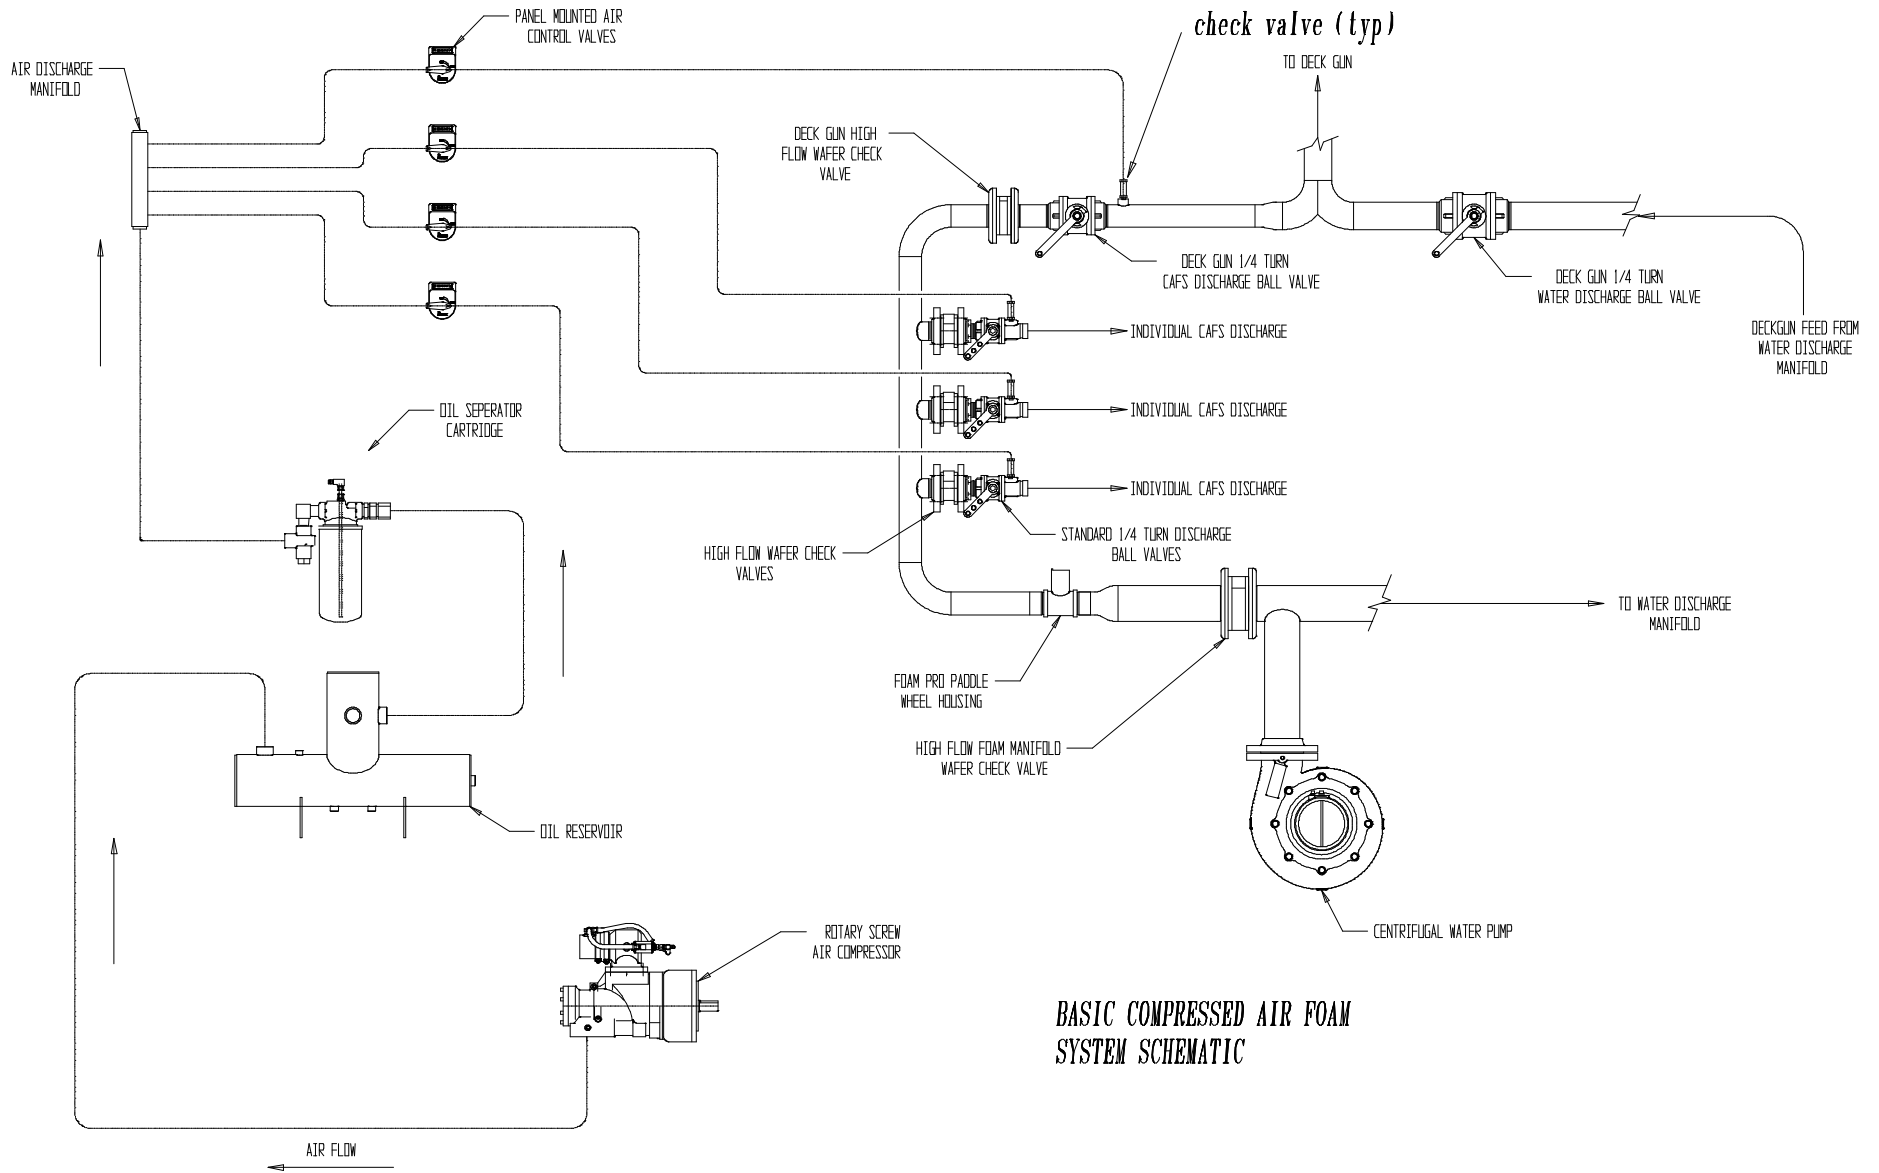 PANEL MOUNTED AIR
CONTROL VALVES
check valve (typ)
TO DECK GUN
AIR DISCHARGE
MANIFOLD
DECK GUN HIGH
FLOW WAFER CHECK
VALVE
DECK GUN 1/4 TURN
CAFS DISCHARGE BALL VALVE
DECK GUN 1/4 TURN
WATER DISCHARGE BALL VALVE
DECKGUN FEED FROM
WATER DISCHARGE
MANIFOLD
INDIVIDUAL CAFS DISCHARGE
INDIVIDUAL CAFS DISCHARGE
INDIVIDUAL CAFS DISCHARGE
OIL SEPERATOR
CARTRIDGE
STANDARD 1/4 TURN DISCHARGE
BALL VALVES
HIGH FLOW WAFER CHECK
VALVES
TO WATER DISCHARGE
MANIFOLD
FOAM PRO PADDLE
WHEEL HOUSING
HIGH FLOW FOAM MANIFOLD
WAFER CHECK VALVE
OIL RESERVOIR
ROTARY SCREW
AIR COMPRESSOR
CENTRIFUGAL WATER PUMP
BASIC COMPRESSED AIR FOAM
SYSTEM SCHEMATIC
AIR FLOW